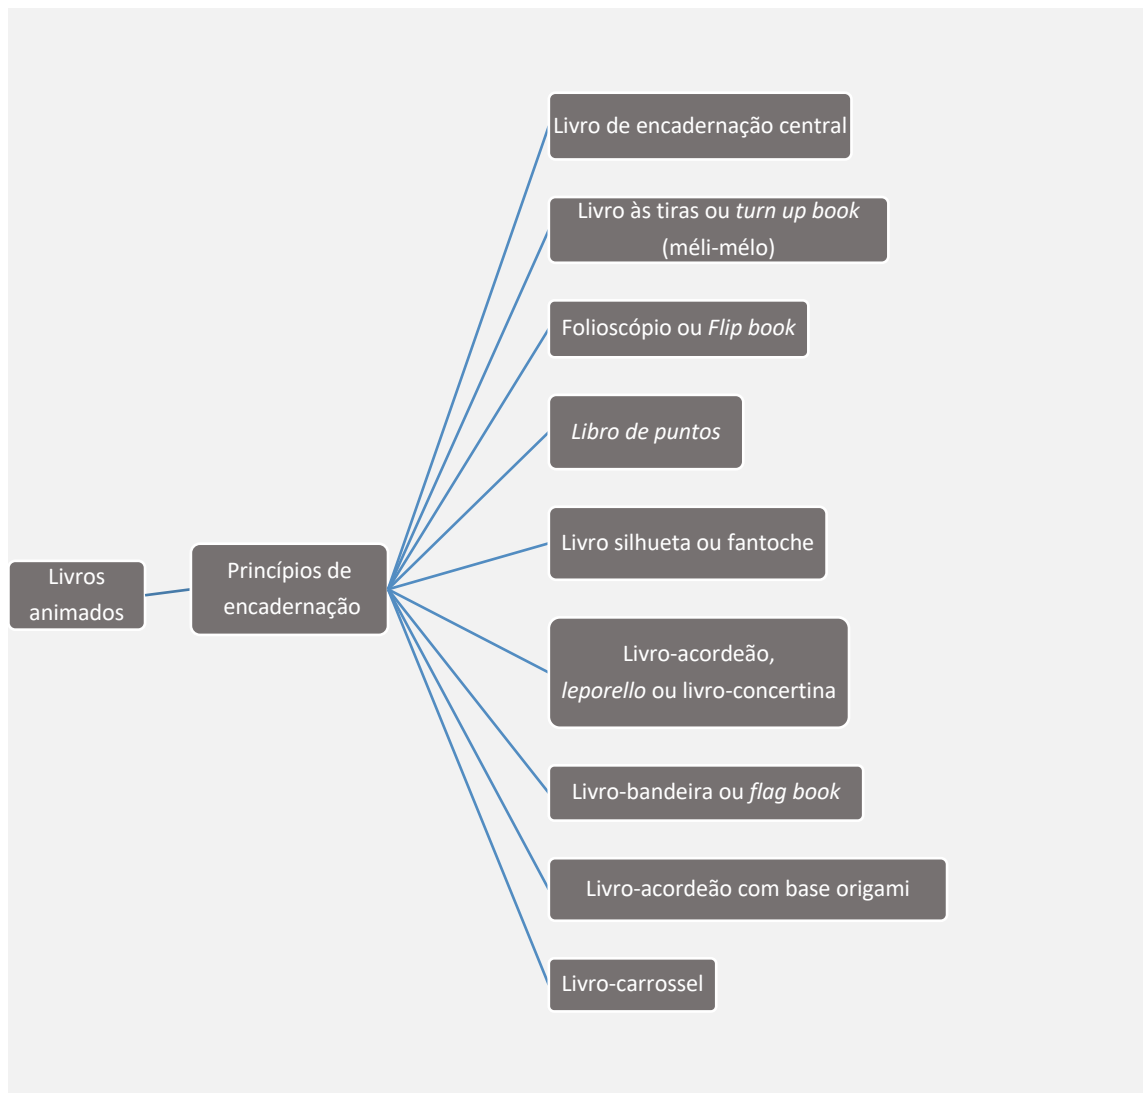 Livro de encadernação central
Livro às tiras ou turn up book
(méli-mélo)
Folioscópio ou Flip book
Libro de puntos
Livro silhueta ou fantoche
Livros
animados
Princípios de
encadernação
Livro-acordeão,
leporello ou livro-concertina
Livro-bandeira ou flag book
Livro-acordeão com base origami
Livro-carrossel